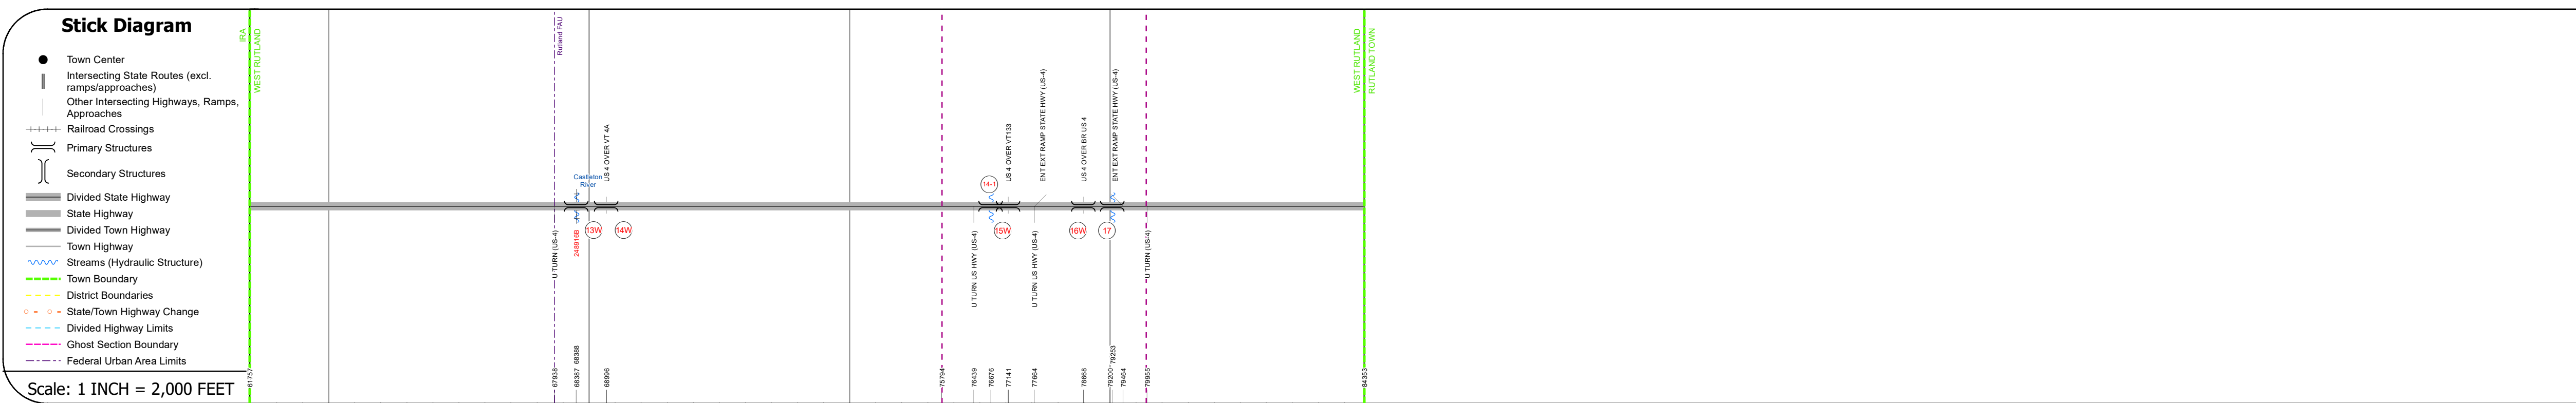 Stick Diagram
Town Center
Intersecting State Routes (excl.
ramps/approaches)
Other Intersecting Highways, Ramps,
Approaches
Railroad Crossings
Primary Structures
Secondary Structures
Divided State Highway
State Highway
Divided Town Highway
Town Highway
Streams (Hydraulic Structure)
Town Boundary
District Boundaries
State/Town Highway Change
Divided Highway Limits
Ghost Section Boundary
Federal Urban Area Limits
Scale: 1 INCH = 2,000 FEET
IRA
WEST RUTLAND
Rutland FAU
US 4 OVER VT 4A
Castleton
River
13W
14W
248916B
U TURN (US-4)
14-1
US 4 OVER VT133
ENT EXT RAMP STATE HWY (US-4)
US 4 OVER BIR US 4
ENT EXT RAMP STATE HWY (US-4)
15W
16W
17
U TURN US HWY (US-4)
U TURN US HWY (US-4)
U TURN (US-4)
WEST RUTLAND
RUTLAND TOWN
61757
67938
68387
68388
68996
75794
76439
76676
77141
77664
78668
79200
79253
79464
79955
84353